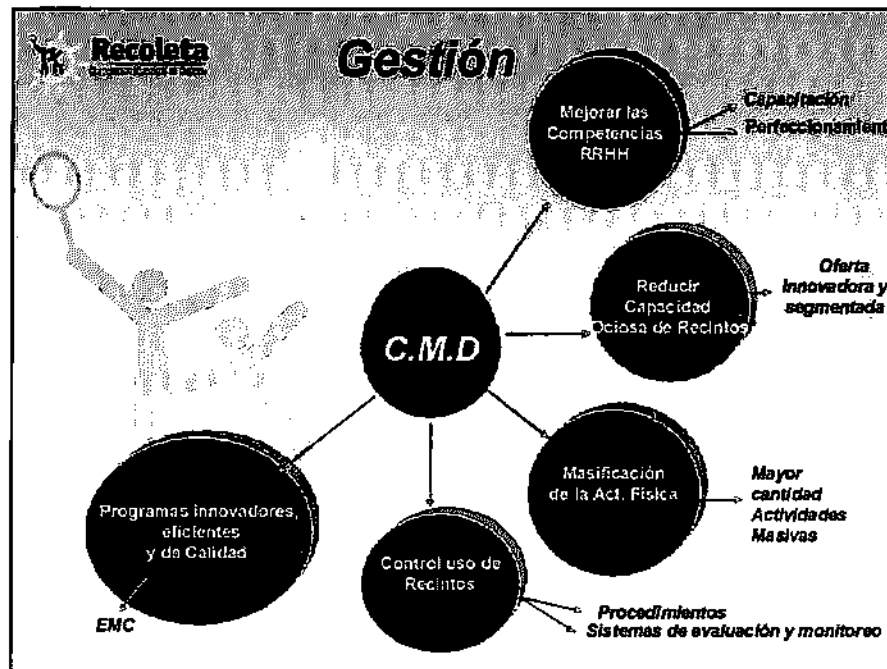 Recoleta
Gestión
Mejorar las
Competencias
RRHH
Capacitación
Perfeccionamient
Reducir
Capacidad
Ociosa de Recintos
Oferta
Innovadora y
segmentada
C.M.D
Masificación
de la Act. Física
Mayor
cantidad
Actividades
Masivas
Programas innovadores,
eficientes
y de Calidad
EMC
Control uso de
Recintos
Procedimientos
Sistemas de evaluación y monitoreo